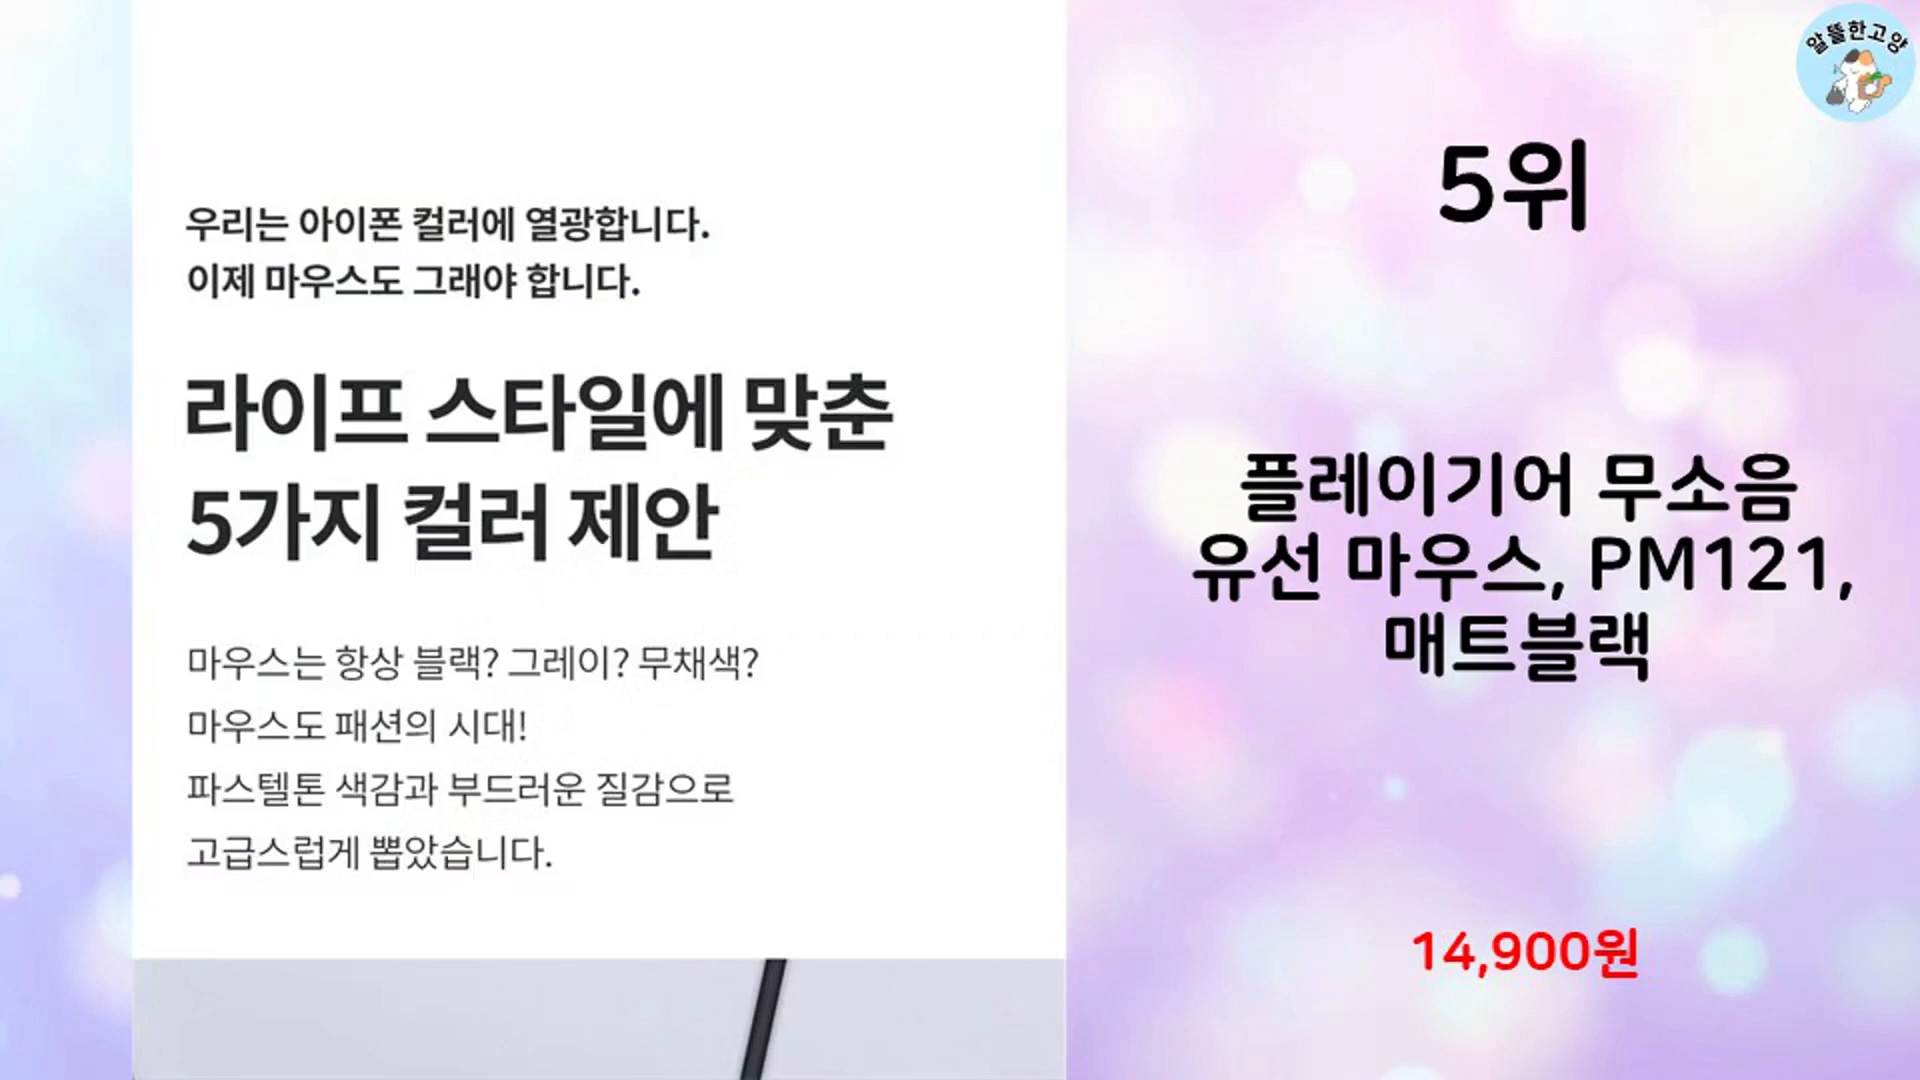 우리는 아이폰 컬러에 열광합니다.
이제 마우스도 그래야 합니다.
라이프 스타일에 맞춘
5가지 컬러 제안
마우스는 항상 블랙? 그레이? 무채색?
마우스도 패션의 시대!
파스텔톤 색감과 부드러운 질감으로
고급스럽게 뽑았습니다.
알뜰한고양
5위
플레이기어 무소음
유선 마우스, PM121,
매트블랙
14,900원